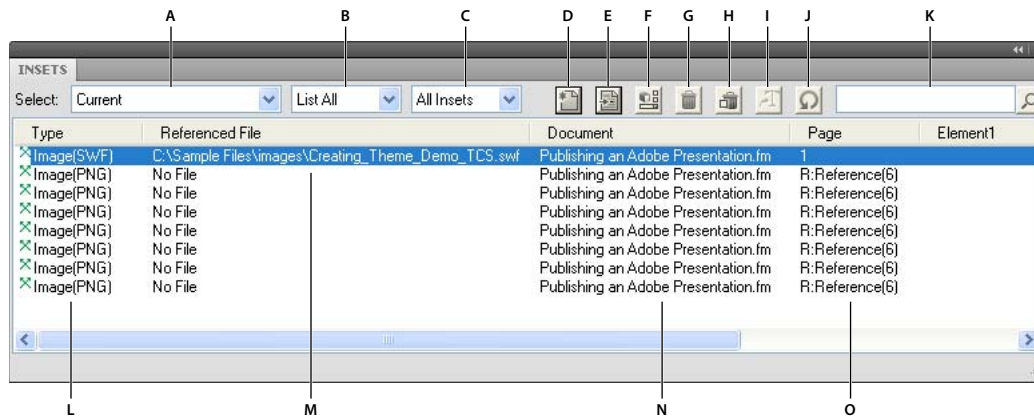 A B C D E F G H I J K
INSETS
Select: Current List All All Insets
Type Referenced File Document Page Element1
Image(SWF) C:\Sample Files\images\Creating_Theme_Demo_TCS.swf Publishing an Adobe Presentation.fm 1
Image(PNG) No File Publishing an Adobe Presentation.fm R:Reference(6)
Image(PNG) No File Publishing an Adobe Presentation.fm R:Reference(6)
Image(PNG) No File Publishing an Adobe Presentation.fm R:Reference(6)
Image(PNG) No File Publishing an Adobe Presentation.fm R:Reference(6)
Image(PNG) No File Publishing an Adobe Presentation.fm R:Reference(6)
Image(PNG) No File Publishing an Adobe Presentation.fm R:Reference(6)
Image(PNG) No File Publishing an Adobe Presentation.fm R:Reference(6)
L M N O